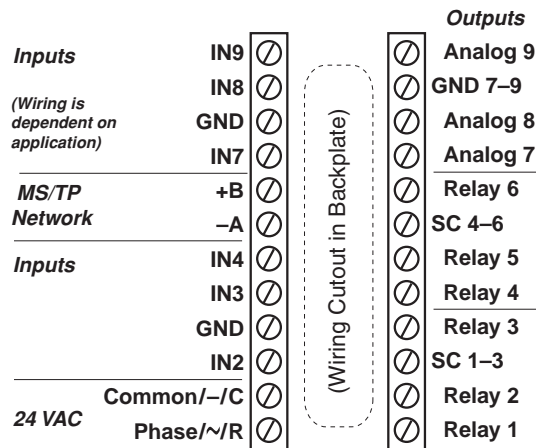 Outputs
Inputs
(Wiring is
dependent on
application)
IN9
IN8
GND
IN7
MS/TP
Network
+B
–A
Inputs
IN4
IN3
GND
IN2
24 VAC
Common/–/C
Phase/~/R
(Wiring Cutout in Backplate)
Analog 9
GND 7–9
Analog 8
Analog 7
Relay 6
SC 4–6
Relay 5
Relay 4
Relay 3
SC 1–3
Relay 2
Relay 1